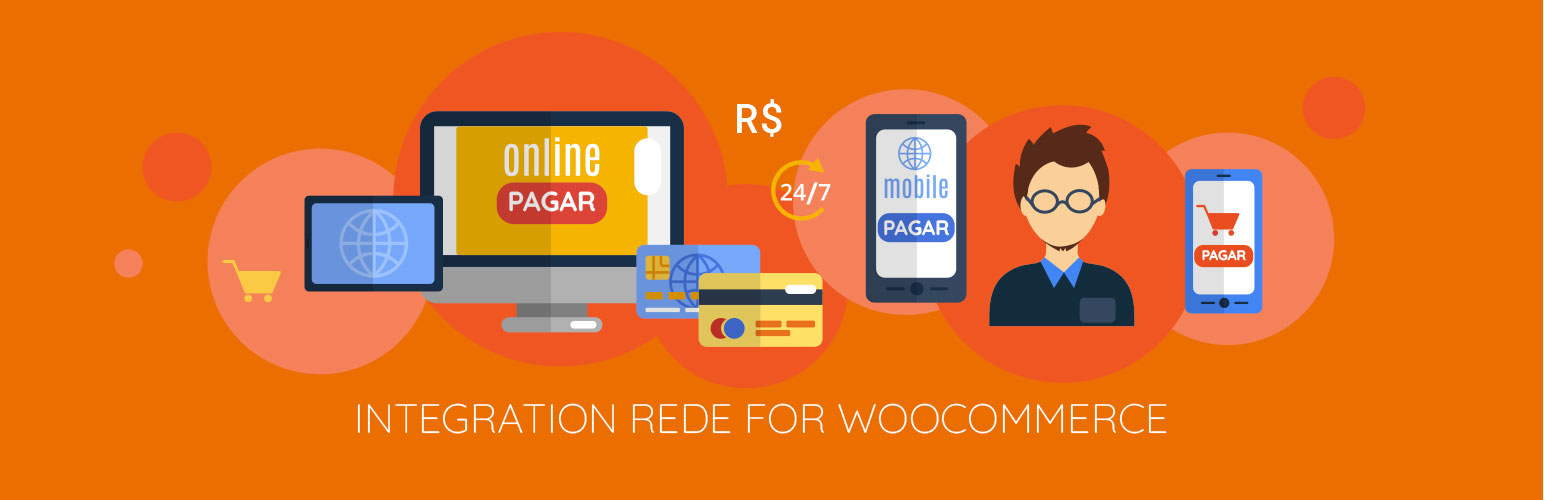 online
PAGAR
R$
24/7
mobile
PAGAR
PAGAR
INTEGRATION REDE FOR WOOCOMMERCE